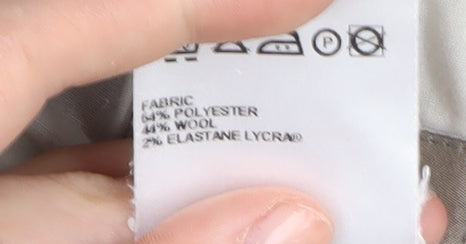 P
FABRIC
54% POLYESTER
44% WOOL
2% ELASTANE LYCRA®